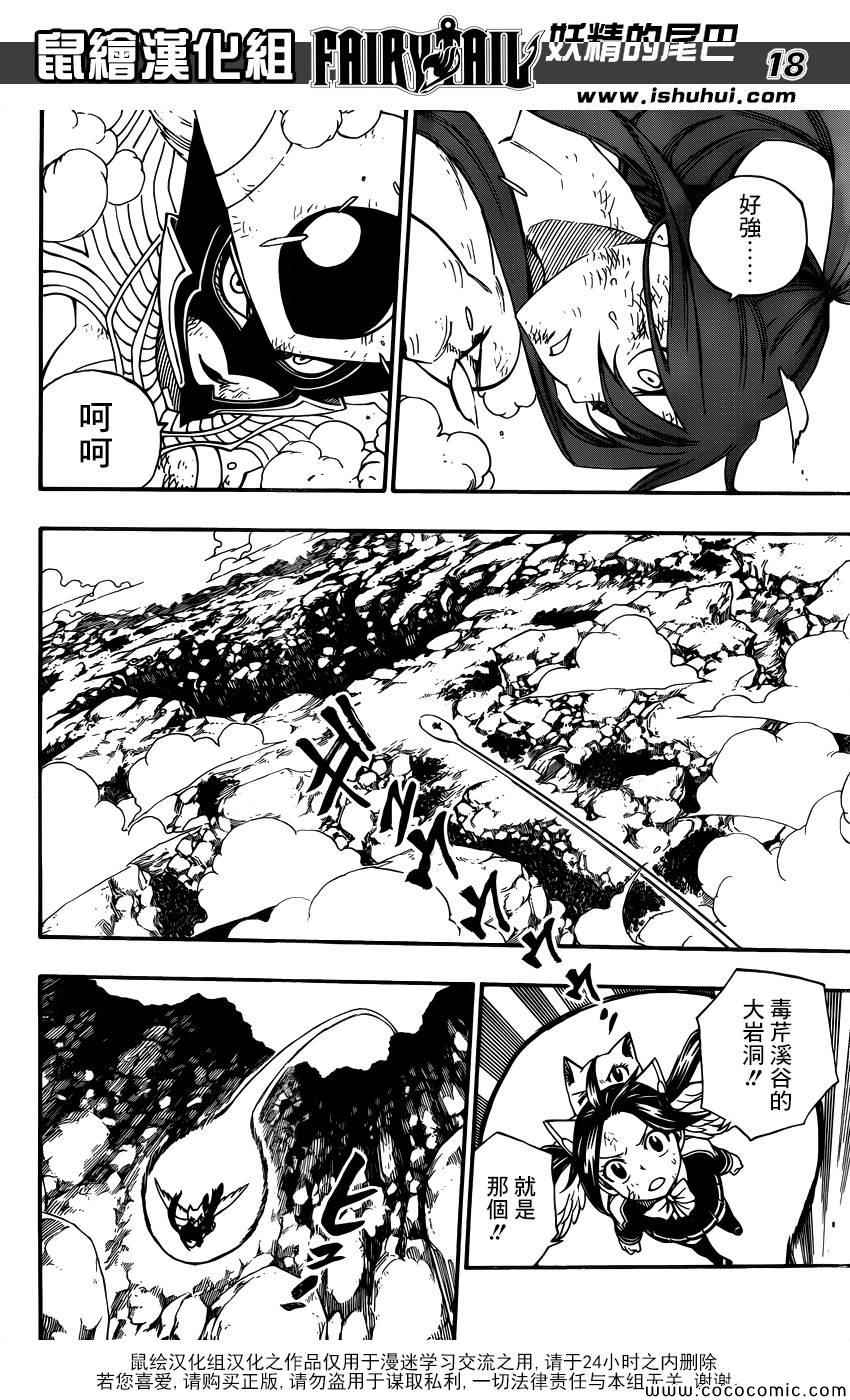 鼠繪漢化組
FAIRY TAIL
妖精的尾巴
18
www.ishuhui.com
好強……
呵呵
ギュ
毒芹溪谷的
大岩洞!!
就是
那個!!
ヒュ
鼠绘汉化组汉化之作品仅用于漫迷学习交流之用,请于24小时之内删除
若您喜爱,请购买正版,请勿谋取私利,一切法律责任与本组无关,谢谢
www.cococomic.com